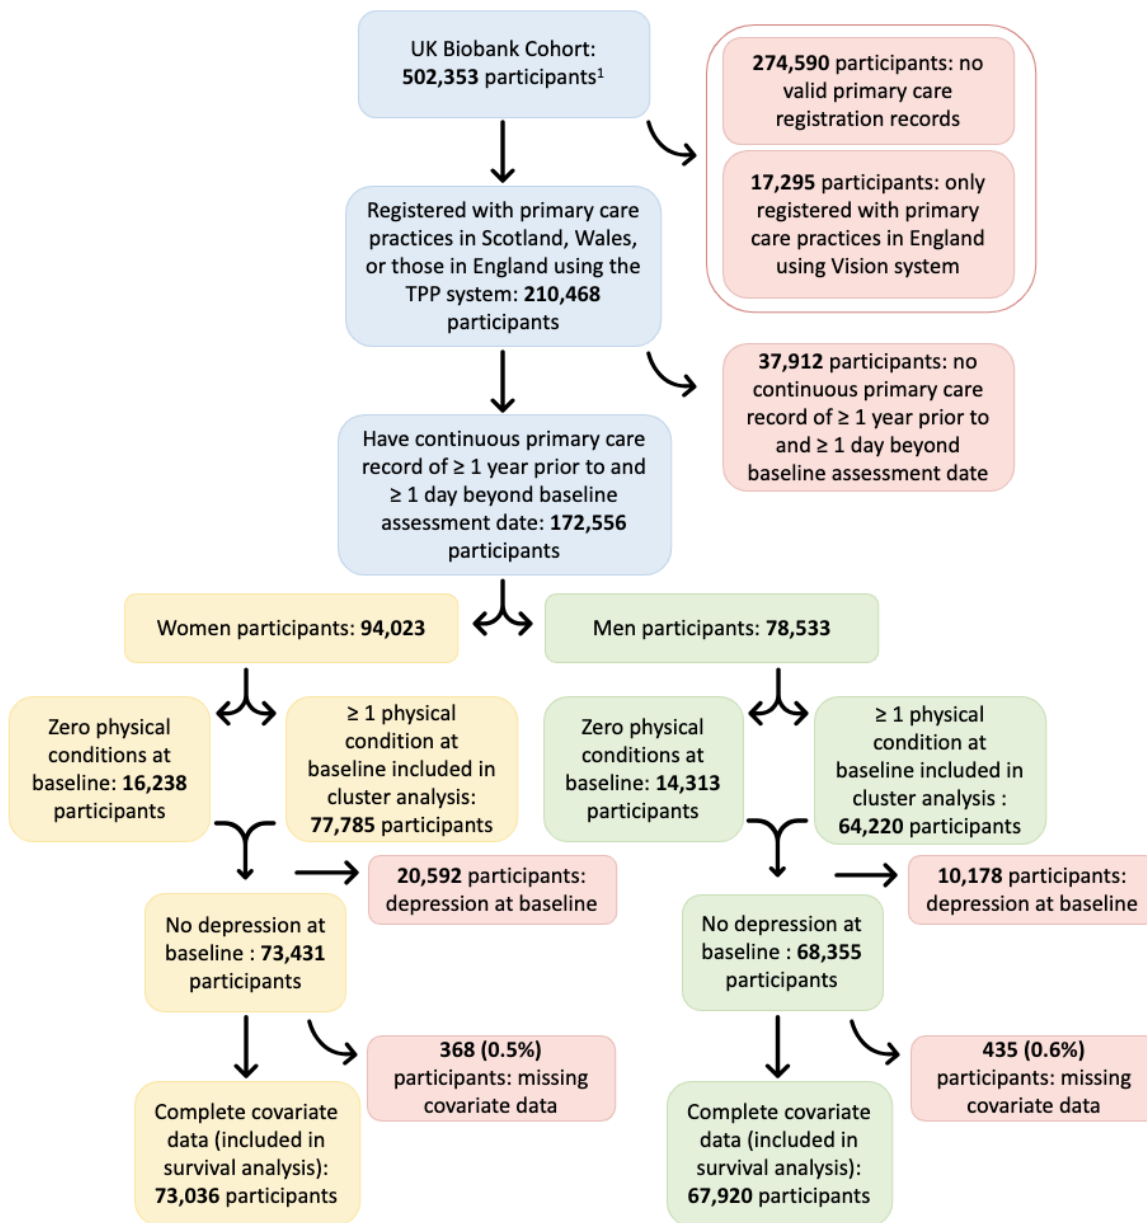 UK Biobank Cohort:
502,353 participants¹
274,590 participants: no
valid primary care
registration records
17,295 participants: only
registered with primary
care practices in England
using Vision system
Registered with primary care
practices in Scotland, Wales,
or those in England using the
TPP system: 210,468
participants
37,912 participants: no
continuous primary care
record of ≥ 1 year prior to
and ≥ 1 day beyond
baseline assessment date
Have continuous primary care
record of ≥ 1 year prior to and
≥ 1 day beyond baseline
assessment date: 172,556
participants
Women participants: 94,023
Men participants: 78,533
Zero physical
conditions at
baseline: 16,238
participants
≥ 1 physical
condition at
baseline included in
cluster analysis:
77,785 participants
Zero physical
conditions at
baseline: 14,313
participants
≥ 1 physical
condition at
baseline included in
cluster analysis :
64,220 participants
20,592 participants:
depression at baseline
10,178 participants:
depression at baseline
No depression at
baseline : 73,431
participants
No depression at
baseline : 68,355
participants
368 (0.5%)
participants: missing
covariate data
435 (0.6%)
participants: missing
covariate data
Complete covariate
data (included in
survival analysis):
73,036 participants
Complete covariate
data (included in
survival analysis):
67,920 participants